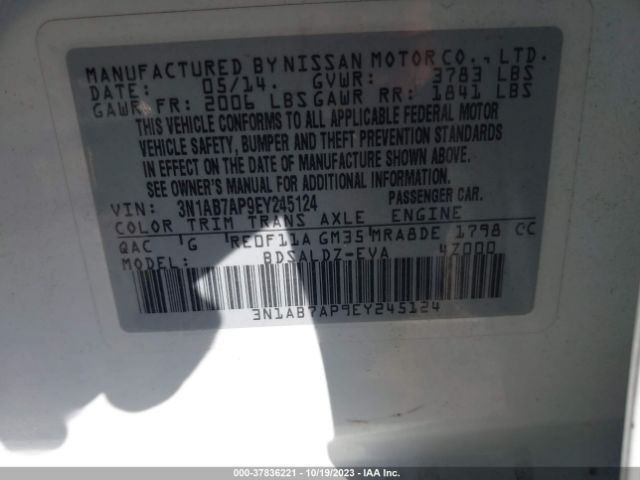 MANUFACTURED BY NISSAN MOTOR CO., LTD.
DATE: 05/14. GVWR: 3783 LBS
GAWR FR: 2006 LBS GAWR RR: 1841 LBS
THIS VEHICLE CONFORMS TO ALL APPLICABLE FEDERAL MOTOR
VEHICLE SAFETY, BUMPER AND THEFT PREVENTION STANDARDS
IN EFFECT ON THE DATE OF MANUFACTURE SHOWN ABOVE.
SEE OWNER'S MANUAL FOR ADDITIONAL INFORMATION.
VIN: 3N1AB7AP9EY245124 PASSENGER CAR.
COLOR TRIM TRANS AXLE ENGINE
QAC G RE0F11A GM35 MRA8DE 1798 CC
MODEL: BDSALDZ-EVA 47000
3N1AB7AP9EY245124
000-37836221 - 10/19/2023 - IAA Inc.